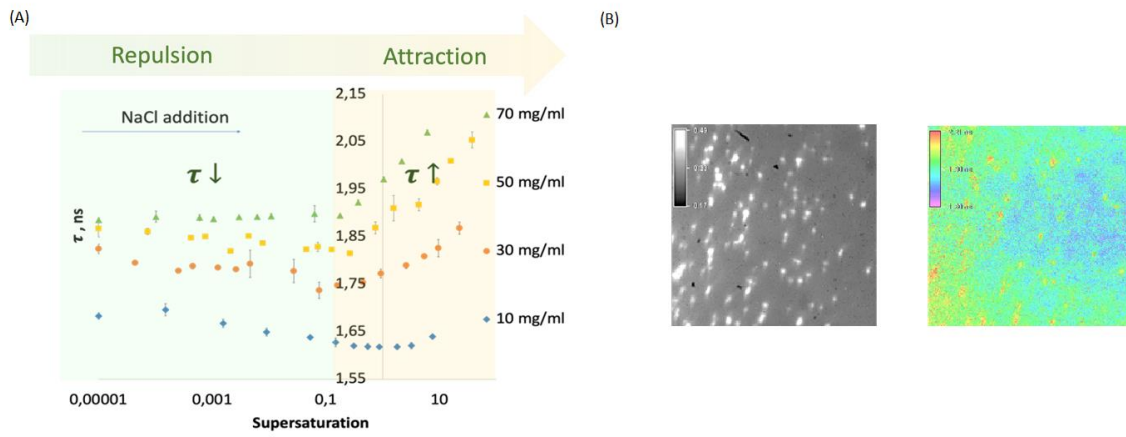 (A)
(B)
Repulsion
Attraction
NaCl addition
τ ↓
τ ↑
τ, ns
2,15
2,05
1,95
1,85
1,75
1,65
1,55
70 mg/ml
50 mg/ml
30 mg/ml
10 mg/ml
0,00001
0,001
0,1
10
Supersaturation
0.17